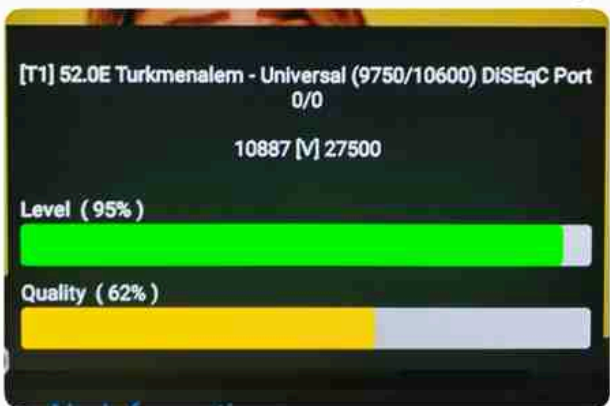 [T1] 52.0E Turkmenalem - Universal (9750/10600) DiSEqC Port
0/0
10887 [V] 27500
Level ( 95% )
Quality ( 62% )